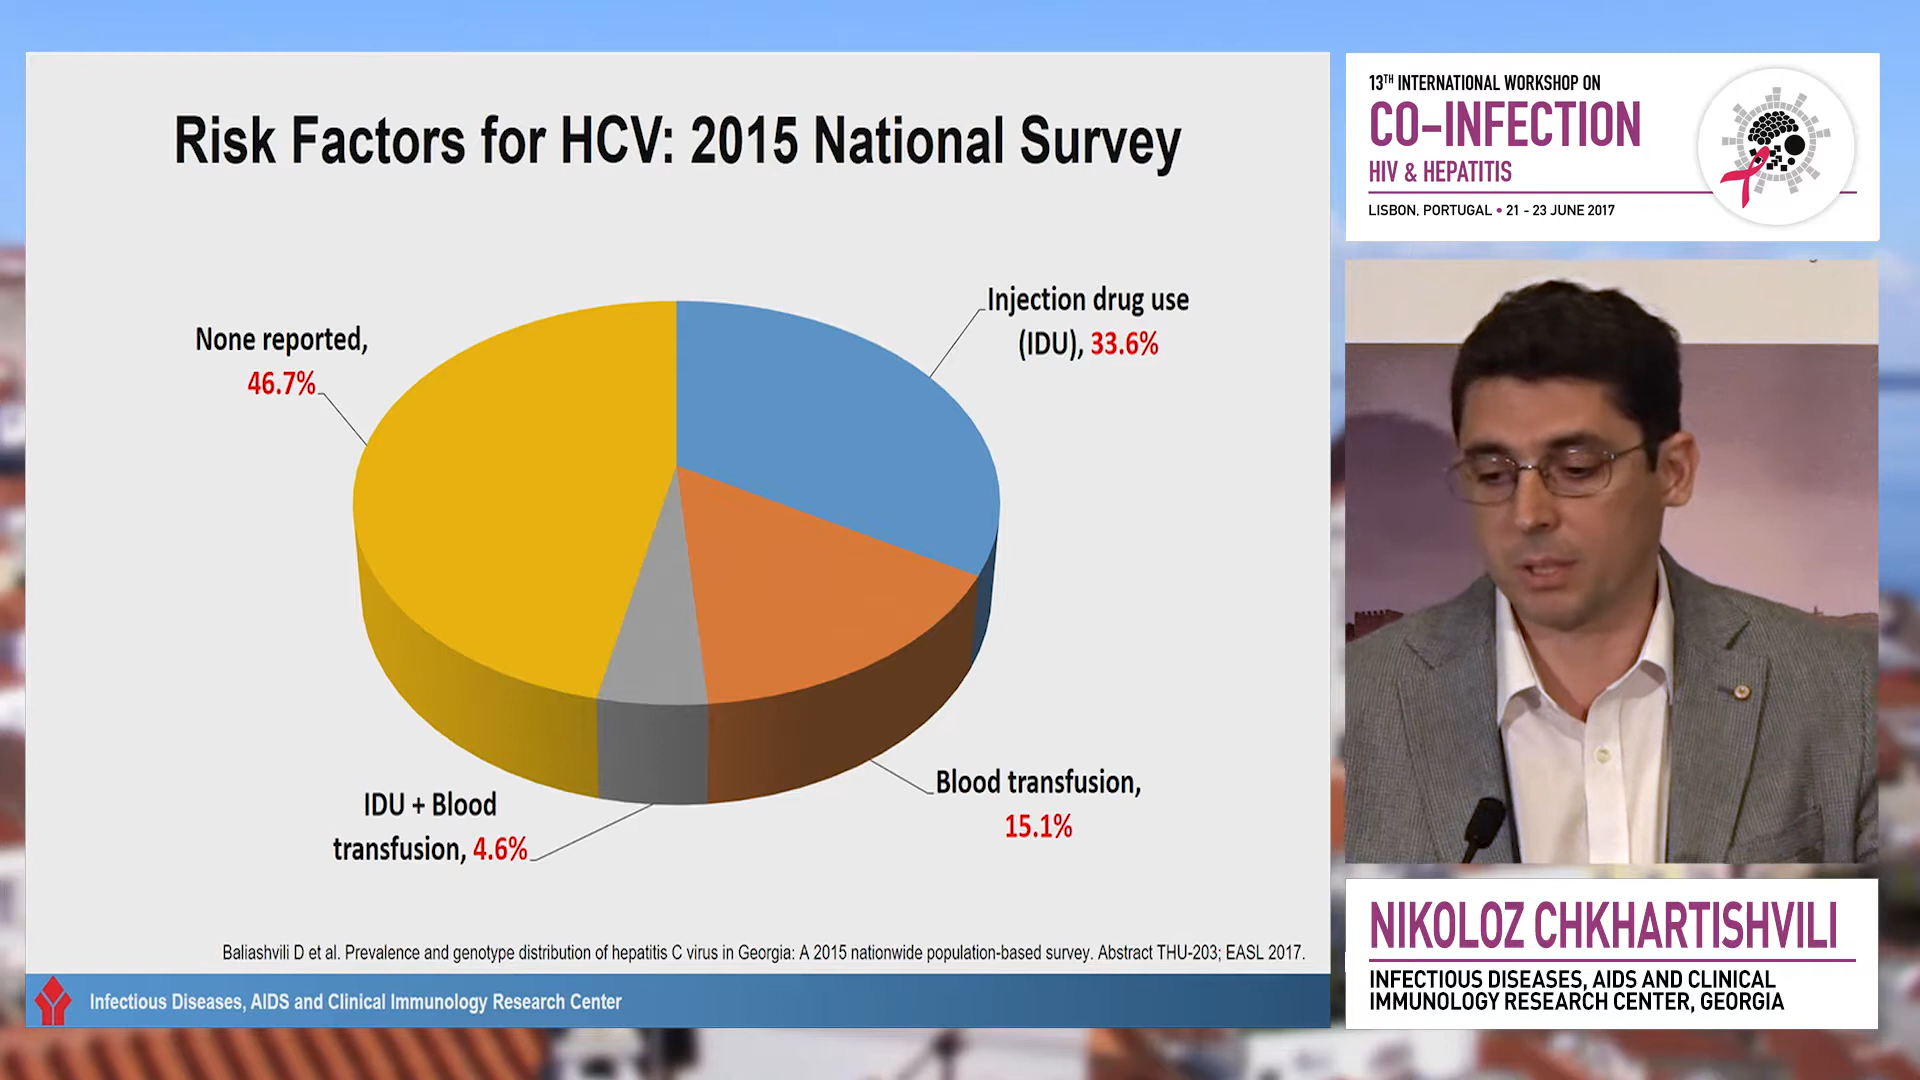 Risk Factors for HCV: 2015 National Survey
None reported,
46.7%
Injection drug use
(IDU), 33.6%
Blood transfusion,
15.1%
IDU + Blood
transfusion, 4.6%
Baliashvili D et al. Prevalence and genotype distribution of hepatitis C virus in Georgia: A 2015 nationwide population-based survey. Abstract THU-203; EASL 2017.
Infectious Diseases, AIDS and Clinical Immunology Research Center
13TH INTERNATIONAL WORKSHOP ON
CO-INFECTION
HIV & HEPATITIS
LISBON, PORTUGAL • 21 - 23 JUNE 2017
NIKOLOZ CHKHARTISHVILI
INFECTIOUS DISEASES, AIDS AND CLINICAL
IMMUNOLOGY RESEARCH CENTER, GEORGIA